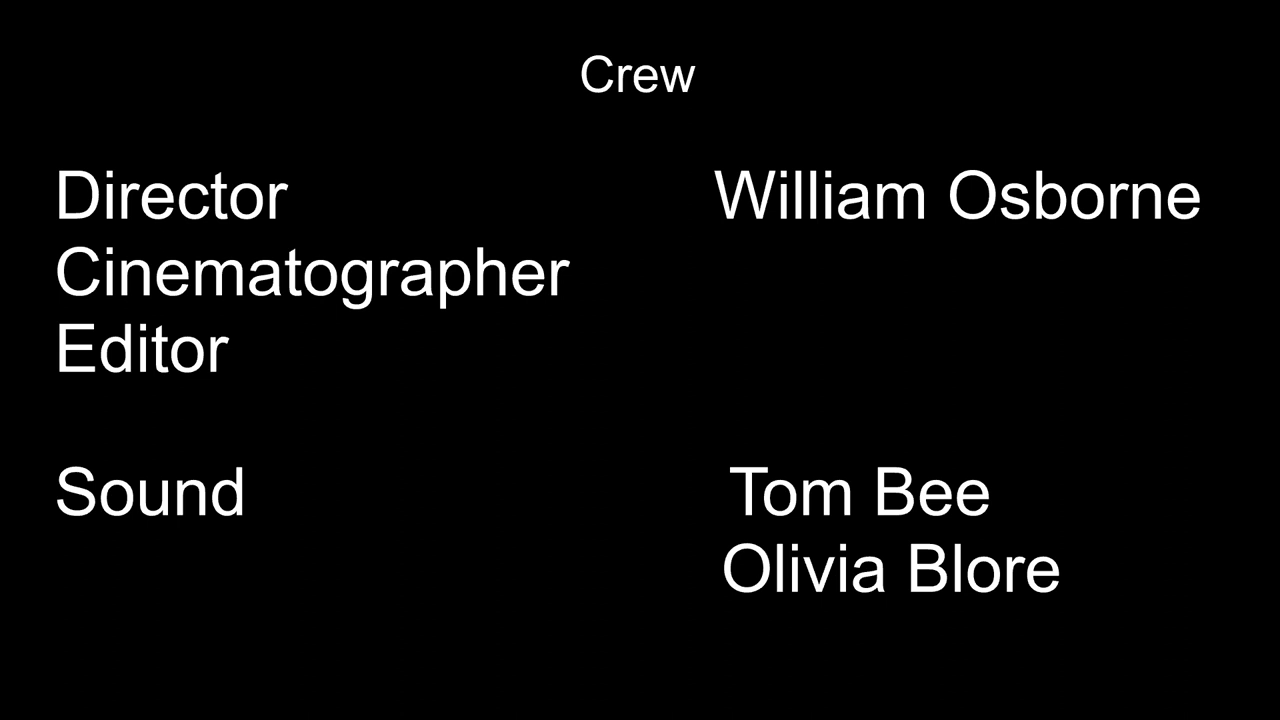 Crew
Director William Osborne
Cinematographer
Editor
Sound Tom Bee
Olivia Blore